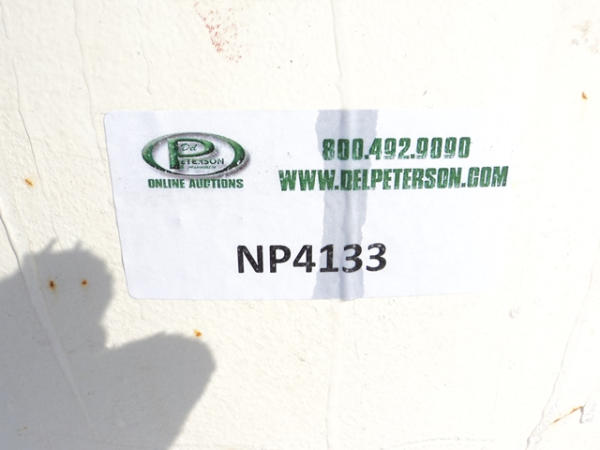 Del
PETERSON
ONLINE AUCTIONS
800.492.9090
WWW.DELPETERSON.COM
NP4133